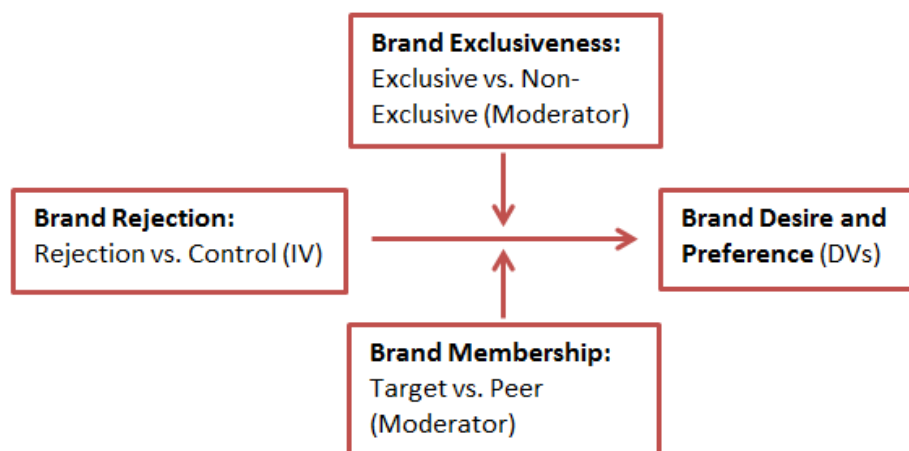 Brand Exclusiveness:
Exclusive vs. Non-
Exclusive (Moderator)
Brand Rejection:
Rejection vs. Control (IV)
Brand Desire and
Preference (DVs)
Brand Membership:
Target vs. Peer
(Moderator)